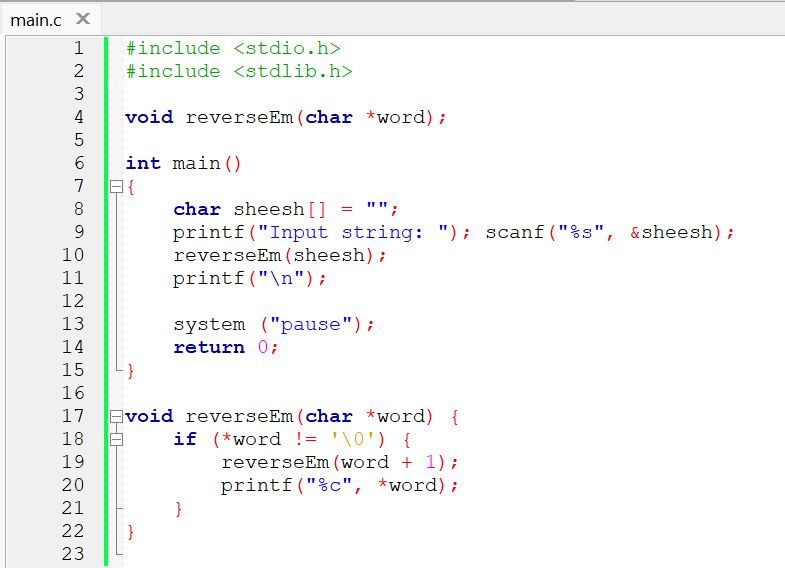 main.c ×
1 #include <stdio.h>
2 #include <stdlib.h>
3
4 void reverseEm(char *word);
5
6 int main()
7 {
8     char sheesh[] = "";
9     printf("Input string: "); scanf("%s", &sheesh);
10     reverseEm(sheesh);
11     printf("\n");
12
13     system ("pause");
14     return 0;
15 }
16
17 void reverseEm(char *word) {
18     if (*word != '\0') {
19         reverseEm(word + 1);
20         printf("%c", *word);
21     }
22 }
23